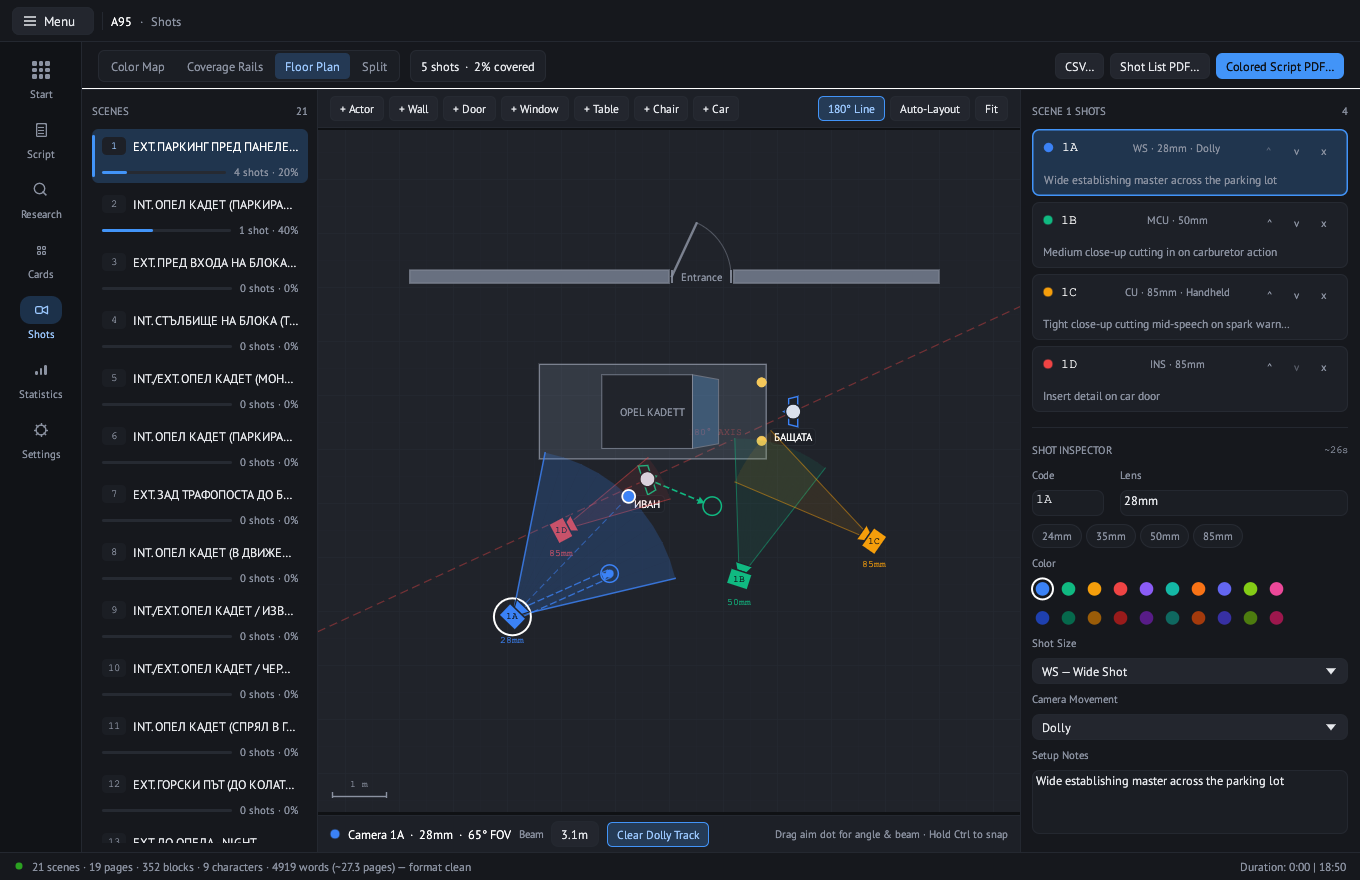 Menu
A95 · Shots
Start
Script
Research
Cards
Shots
Statistics
Settings
Color Map
Coverage Rails
Floor Plan
Split
5 shots · 2% covered
CSV...
Shot List PDF...
Colored Script PDF...
SCENES 21
1 EXT. ПАРКИНГ ПРЕД ПАНЕЛЕ...
4 shots · 20%
2 INT. ОПЕЛ КАДЕТ (ПАРКИРА...
1 shot · 40%
3 EXT. ПРЕД ВХОДА НА БЛОКА...
0 shots · 0%
4 INT. СТЪЛБИЩЕ НА БЛОКА (Т...
0 shots · 0%
5 INT./EXT. ОПЕЛ КАДЕТ (МОН...
0 shots · 0%
6 INT. ОПЕЛ КАДЕТ (ПАРКИРА...
0 shots · 0%
7 EXT. ЗАД ТРАФОПОСТА ДО Б...
0 shots · 0%
8 INT. ОПЕЛ КАДЕТ (В ДВИЖЕ...
0 shots · 0%
9 INT./EXT. ОПЕЛ КАДЕТ / ИЗВ...
0 shots · 0%
10 INT./EXT. ОПЕЛ КАДЕТ / ЧЕР...
0 shots · 0%
11 INT. ОПЕЛ КАДЕТ (СПРЯЛ В Г...
0 shots · 0%
12 EXT. ГОРСКИ ПЪТ (ДО КОЛАТ...
0 shots · 0%
+ Actor
+ Wall
+ Door
+ Window
+ Table
+ Chair
+ Car
180° Line
Auto-Layout
Fit
Entrance
OPEL KADETT
AXIS
БАЩАТА
ИВАН
1D
85mm
1C
85mm
1B
50mm
1A
28mm
1 m
Camera 1A · 28mm · 65° FOV
Beam
3.1m
Clear Dolly Track
Drag aim dot for angle & beam · Hold Ctrl to snap
SCENE 1 SHOTS 4
1A WS · 28mm · Dolly ^ v x
Wide establishing master across the parking lot
1B MCU · 50mm ^ v x
Medium close-up cutting in on carburetor action
1C CU · 85mm · Handheld ^ v x
Tight close-up cutting mid-speech on spark warn...
1D INS · 85mm ^ v x
Insert detail on car door
SHOT INSPECTOR ~26s
Code
Lens
1A
28mm
24mm
35mm
50mm
85mm
Color
Shot Size
WS — Wide Shot
Camera Movement
Dolly
Setup Notes
Wide establishing master across the parking lot
21 scenes · 19 pages · 352 blocks · 9 characters · 4919 words (~27.3 pages) — format clean
Duration: 0:00 | 18:50